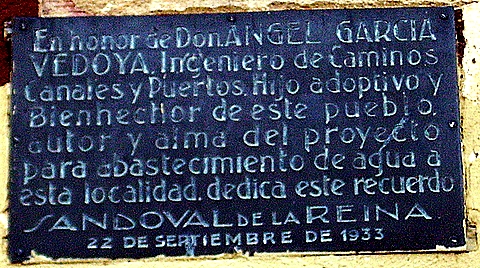 En honor de Don ANGEL GARCIA
VEDOYA, Ingeniero de Caminos
Canales y Puertos, Hijo adoptivo y
Bienhechor de este pueblo,
autor y alma del proyecto
para abastecimiento de agua a
esta localidad, dedica este recuerdo
SANDOVAL DE LA REINA
22 DE SEPTIEMBRE DE 1933